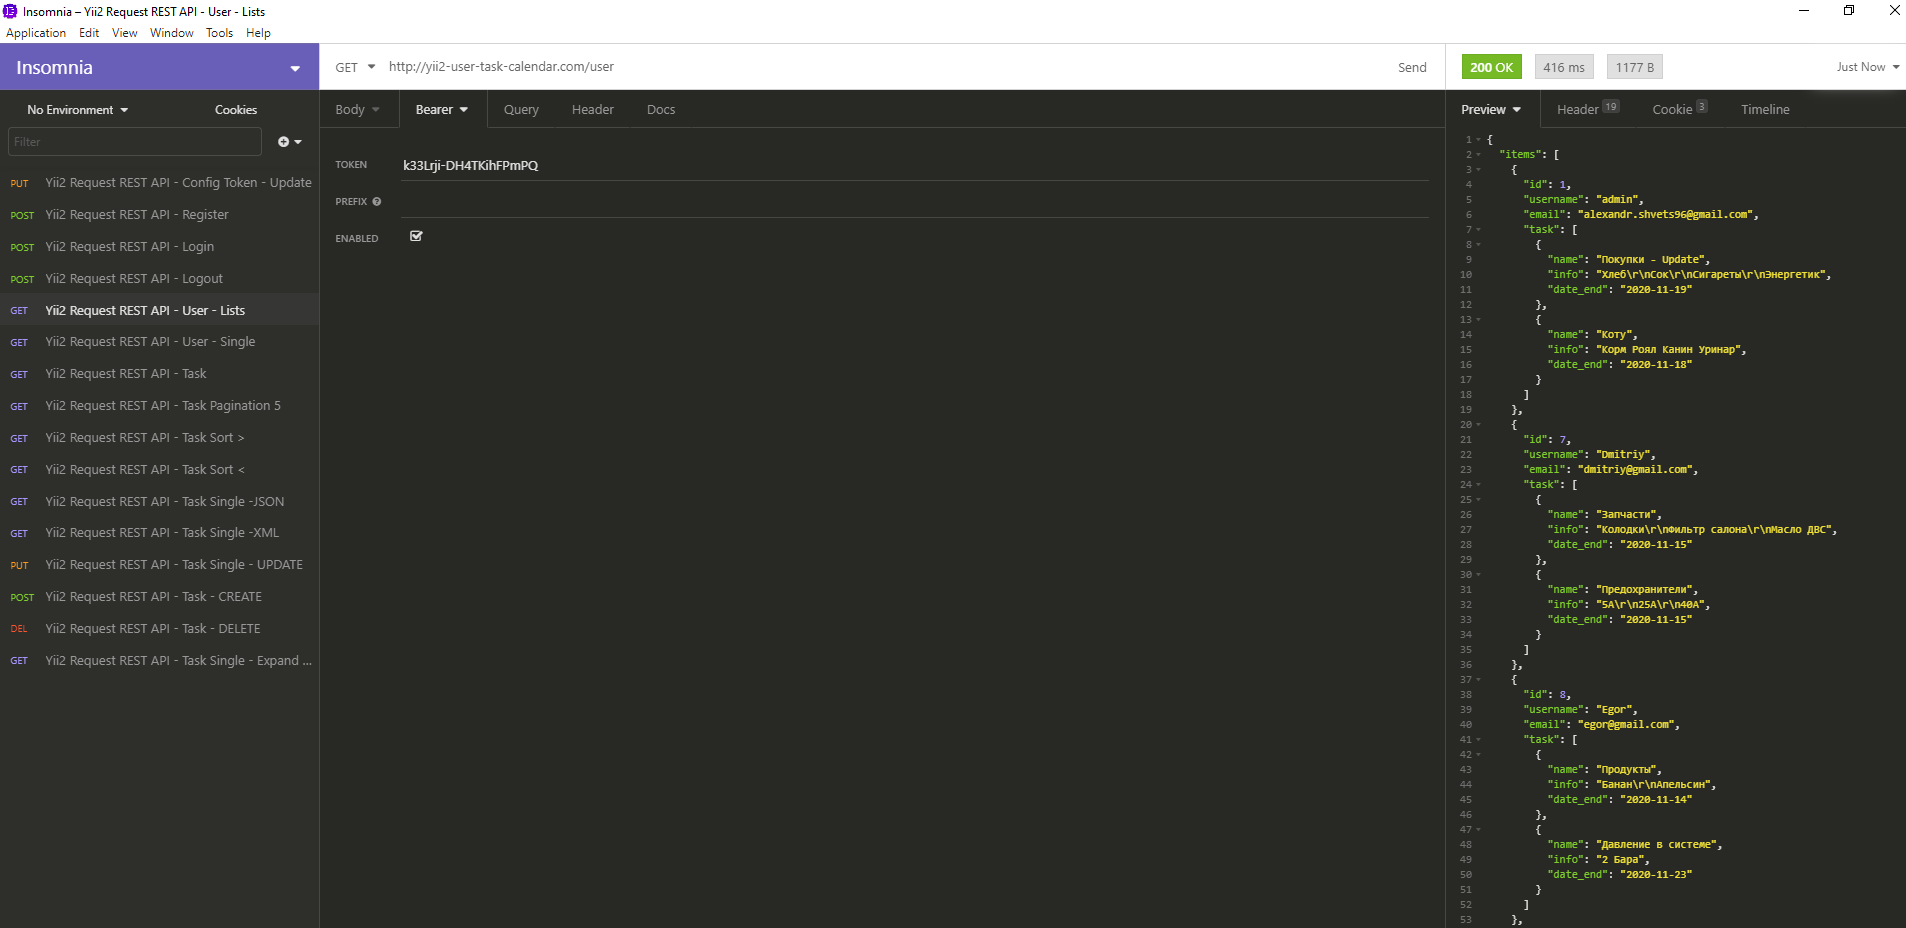 Insomnia – Yii2 Request REST API - User - Lists
Application Edit View Window Tools Help
Insomnia
No Environment Cookies
Filter
PUT Yii2 Request REST API - Config Token - Update
POST Yii2 Request REST API - Register
POST Yii2 Request REST API - Login
POST Yii2 Request REST API - Logout
GET Yii2 Request REST API - User - Lists
GET Yii2 Request REST API - User - Single
GET Yii2 Request REST API - Task
GET Yii2 Request REST API - Task Pagination 5
GET Yii2 Request REST API - Task Sort >
GET Yii2 Request REST API - Task Sort <
GET Yii2 Request REST API - Task Single -JSON
GET Yii2 Request REST API - Task Single -XML
PUT Yii2 Request REST API - Task Single - UPDATE
POST Yii2 Request REST API - Task - CREATE
DEL Yii2 Request REST API - Task - DELETE
GET Yii2 Request REST API - Task Single - Expand ...
GET http://yii2-user-task-calendar.com/user Send
Body Bearer Query Header Docs
TOKEN k33Lrji-DH4TKihFPmPQ
PREFIX
ENABLED
200 OK 416 ms 1177 B Just Now
Preview Header 19 Cookie 3 Timeline
1 {
2 "items": [
3 {
4 "id": 1,
5 "username": "admin",
6 "email": "alexandr.shvets96@gmail.com",
7 "task": [
8 {
9 "name": "Покупки - Update",
10 "info": "Хлеб\r\nСок\r\nСигареты\r\nЭнергетик",
11 "date_end": "2020-11-19"
12 },
13 {
14 "name": "Коту",
15 "info": "Корм Роял Канин Уринар",
16 "date_end": "2020-11-18"
17 }
18 ]
19 },
20 {
21 "id": 7,
22 "username": "Dmitriy",
23 "email": "dmitriy@gmail.com",
24 "task": [
25 {
26 "name": "Запчасти",
27 "info": "Колодки\r\nФильтр салона\r\nМасло ДВС",
28 "date_end": "2020-11-15"
29 },
30 {
31 "name": "Предохранители",
32 "info": "5А\r\n25А\r\n40А",
33 "date_end": "2020-11-15"
34 }
35 ]
36 },
37 {
38 "id": 8,
39 "username": "Egor",
40 "email": "egor@gmail.com",
41 "task": [
42 {
43 "name": "Продукты",
44 "info": "Банан\r\nАпельсин",
45 "date_end": "2020-11-14"
46 },
47 {
48 "name": "Давление в системе",
49 "info": "2 Бара",
50 "date_end": "2020-11-23"
51 }
52 ]
53 },